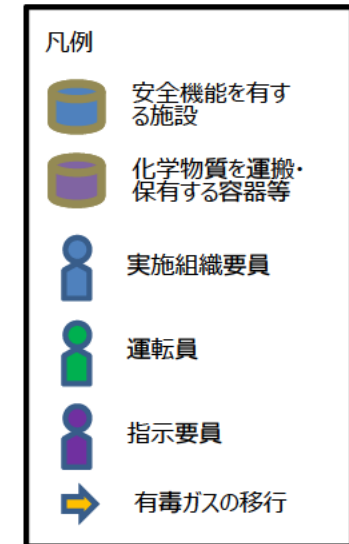 凡例
安全機能を有す
る施設
化学物質を運搬・
保有する容器等
実施組織要員
運転員
指示要員
有毒ガスの移行